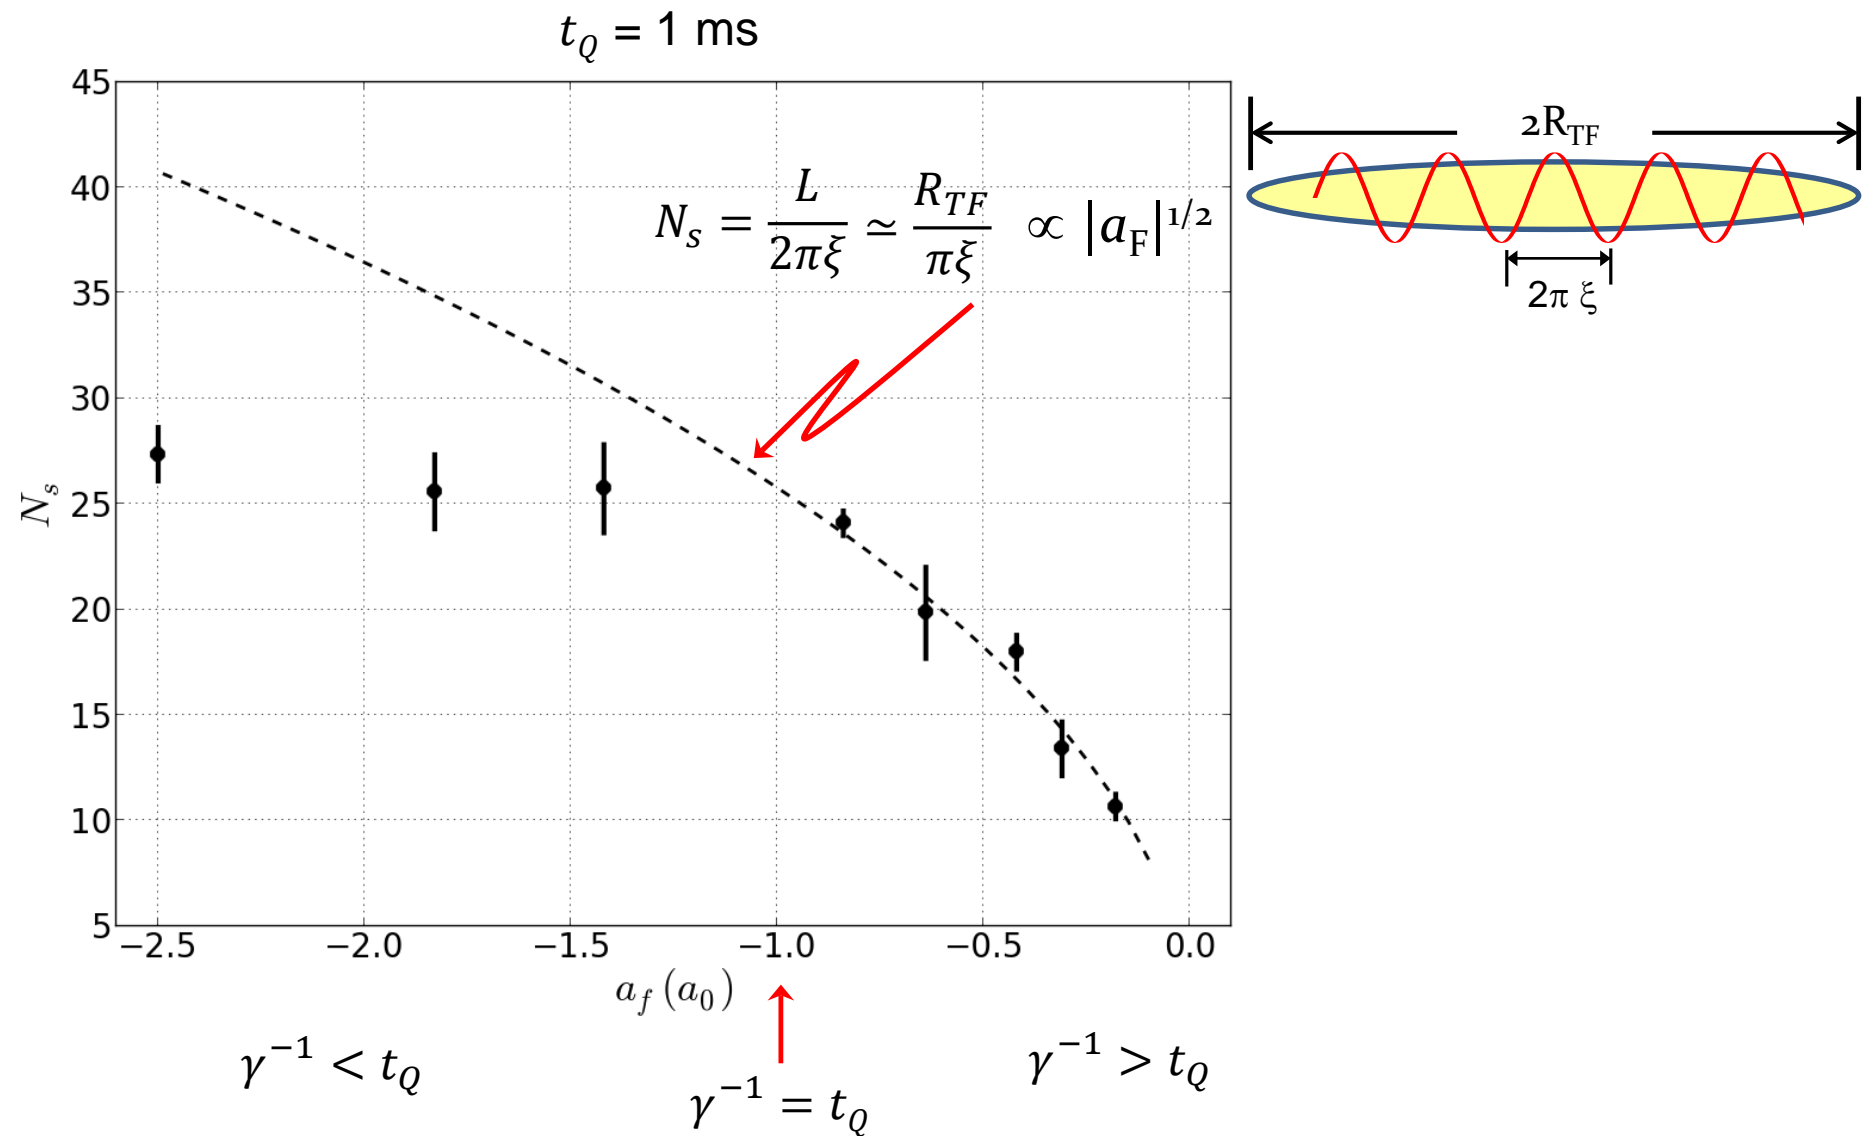 t_Q = 1 ms
45
40
35
30
25
20
15
10
5
N_s
N_s = L/2πξ ≃ R_TF/πξ ∝ |a_F|^1/2
2R_TF
2π ξ
−2.5 −2.0 −1.5 −1.0 −0.5 0.0
a_f (a_0)
γ^−1 < t_Q
γ^−1 = t_Q
γ^−1 > t_Q